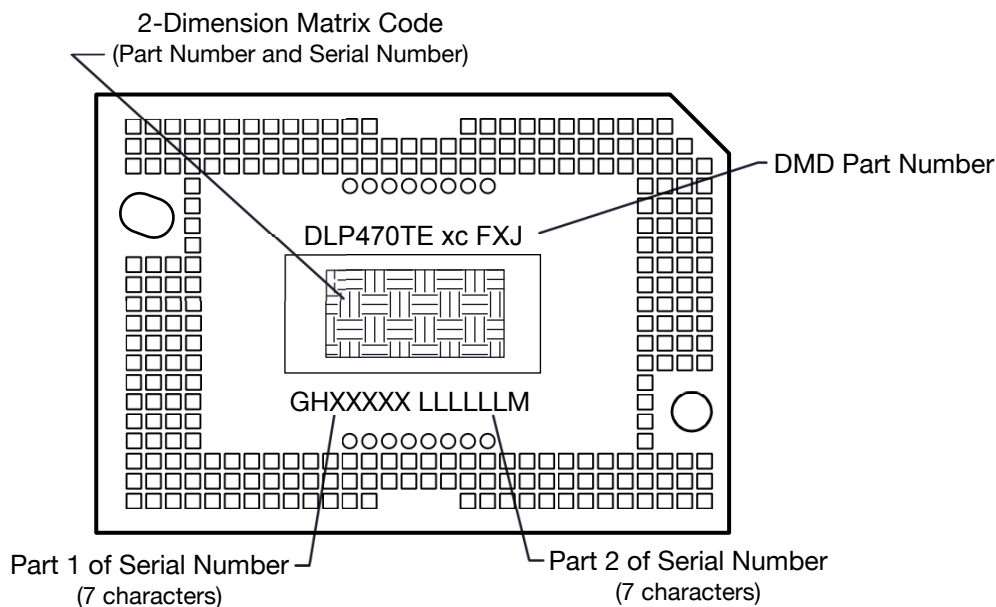 2-Dimension Matrix Code
(Part Number and Serial Number)
DMD Part Number
DLP470TE xc FXJ
GHXXXXX LLLLLLM
Part 1 of Serial Number
(7 characters)
Part 2 of Serial Number
(7 characters)